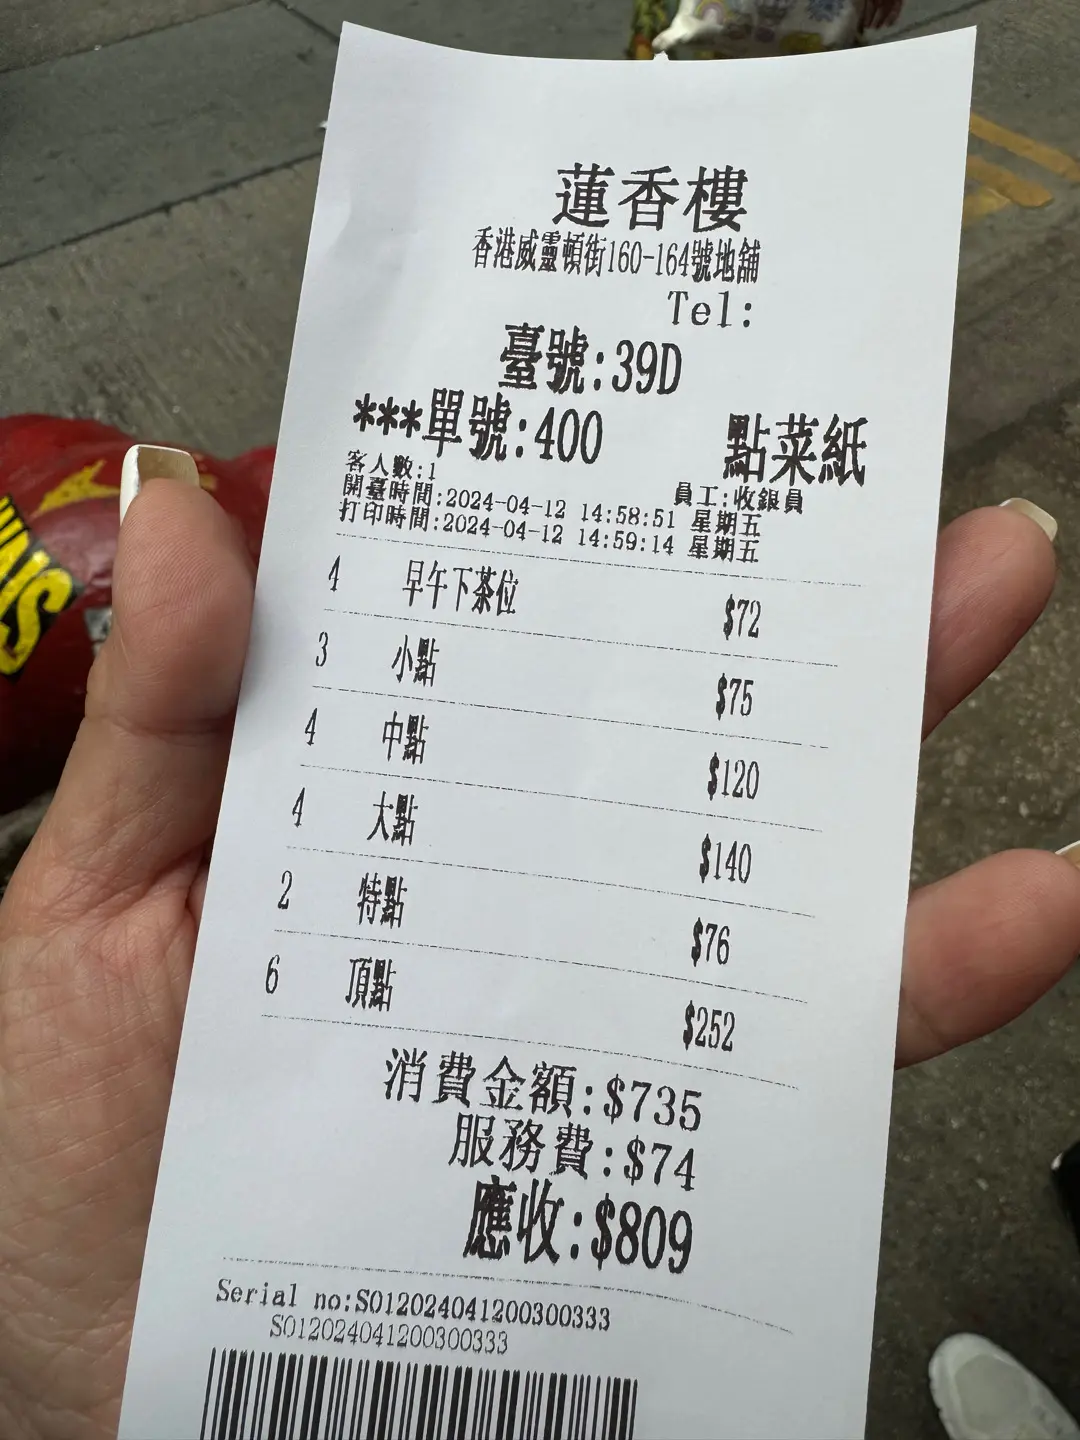 蓮香樓
香港威靈頓街160-164號地舖
Tel:
臺號:39D
***單號:400 點菜紙
客人數:1 員工:收銀員
開臺時間:2024-04-12 14:58:51 星期五
打印時間:2024-04-12 14:59:14 星期五
4 早午下茶位 $72
3 小點 $75
4 中點 $120
4 大點 $140
2 特點 $76
6 頂點 $252
消費金額:$735
服務費:$74
應收:$809
Serial no:S012024041200300333
S012024041200300333